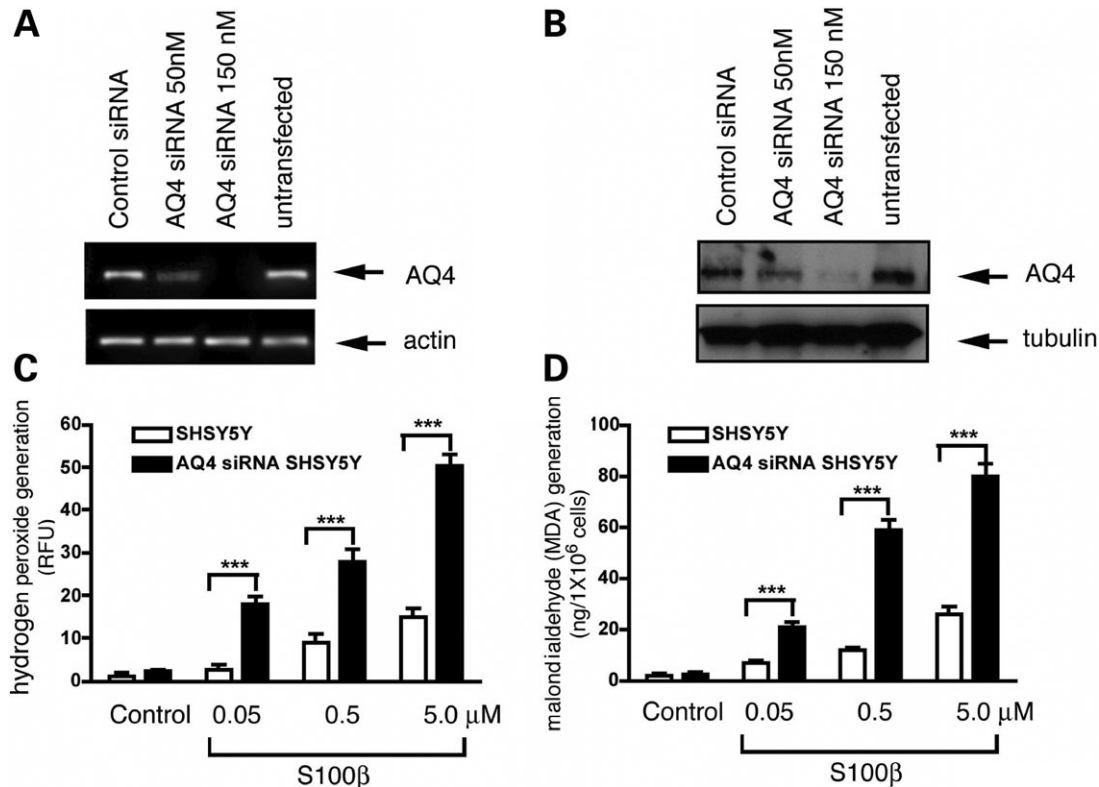 A
Control siRNA
AQ4 siRNA 50nM
AQ4 siRNA 150 nM
untransfected
AQ4
actin
B
Control siRNA
AQ4 siRNA 50nM
AQ4 siRNA 150 nM
untransfected
AQ4
tubulin
C
hydrogen peroxide generation
(RFU)
60
50
40
30
20
10
0
SHSY5Y
AQ4 siRNA SHSY5Y
***
***
***
Control 0.05 0.5 5.0 μM
S100β
D
malondialdehyde (MDA) generation
(ng/1X10⁶ cells)
100
80
60
40
20
0
SHSY5Y
AQ4 siRNA SHSY5Y
***
***
***
Control 0.05 0.5 5.0 μM
S100β